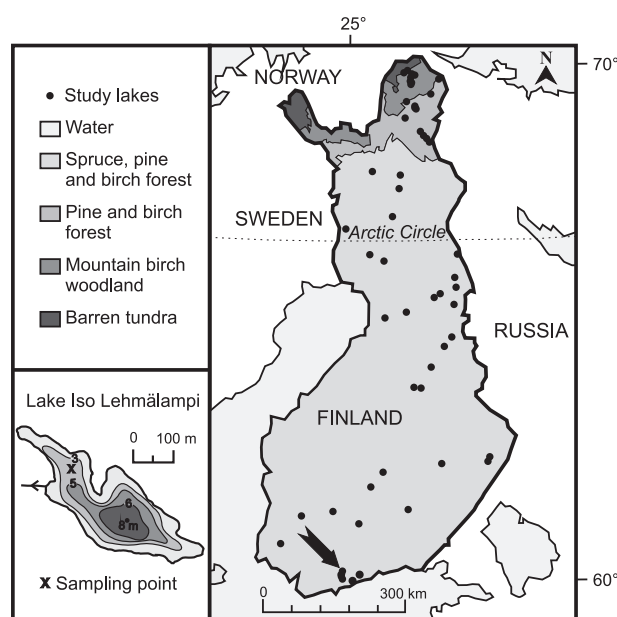 25°
70°
N
NORWAY
Study lakes
Water
Spruce, pine
and birch forest
Pine and birch
forest
Mountain birch
woodland
Barren tundra
SWEDEN
Arctic Circle
RUSSIA
FINLAND
Lake Iso Lehmälampi
0 100 m
3
x
5
6
8 m
x Sampling point
60°
0 300 km